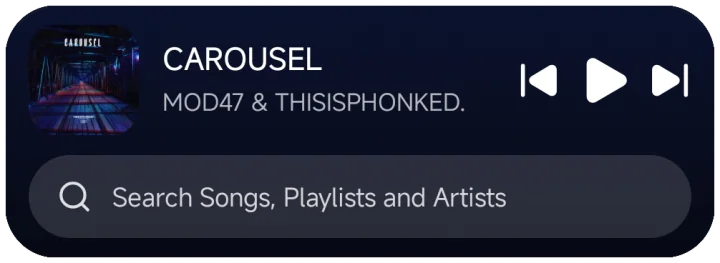 CAROUSEL
CAROUSEL
MOD47 & THISISPHONKED.
Search Songs, Playlists and Artists